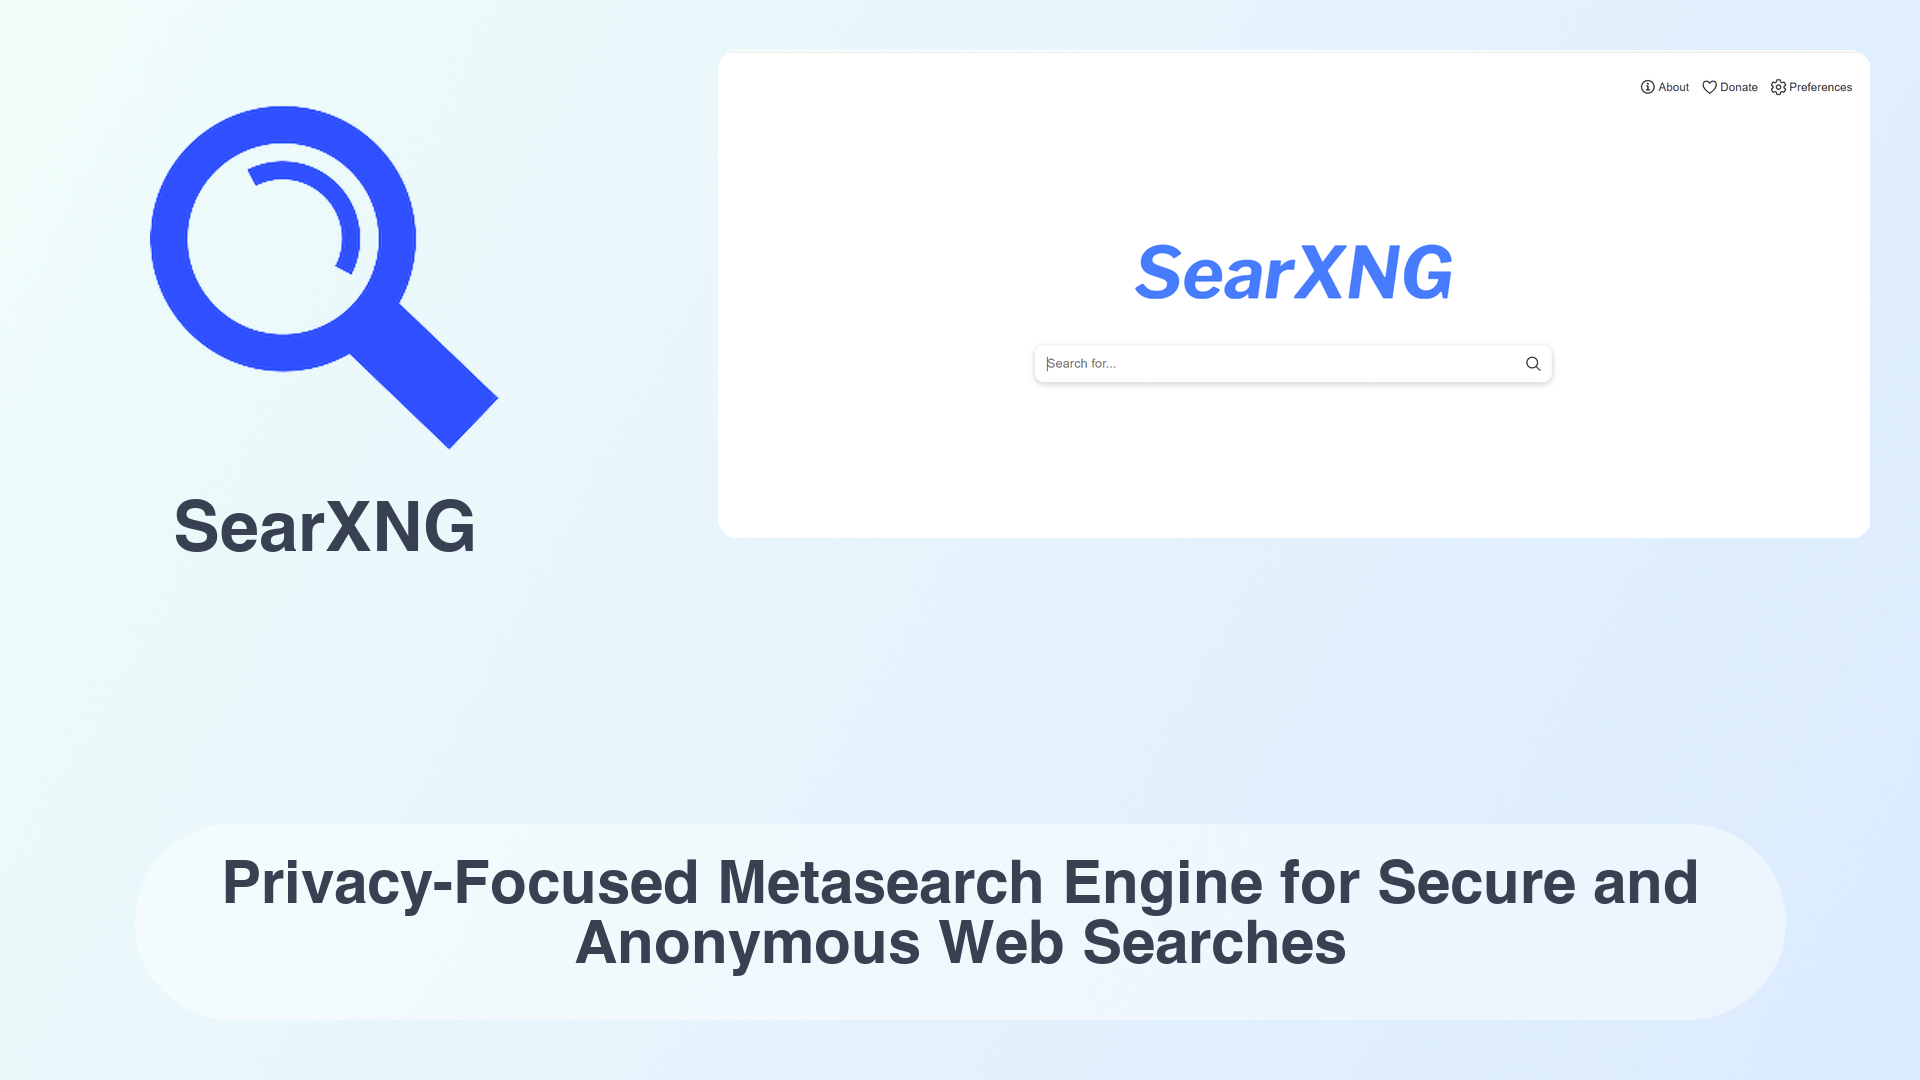 SearXNG
About Donate Preferences
SearXNG
Search for...
Privacy-Focused Metasearch Engine for Secure and
Anonymous Web Searches